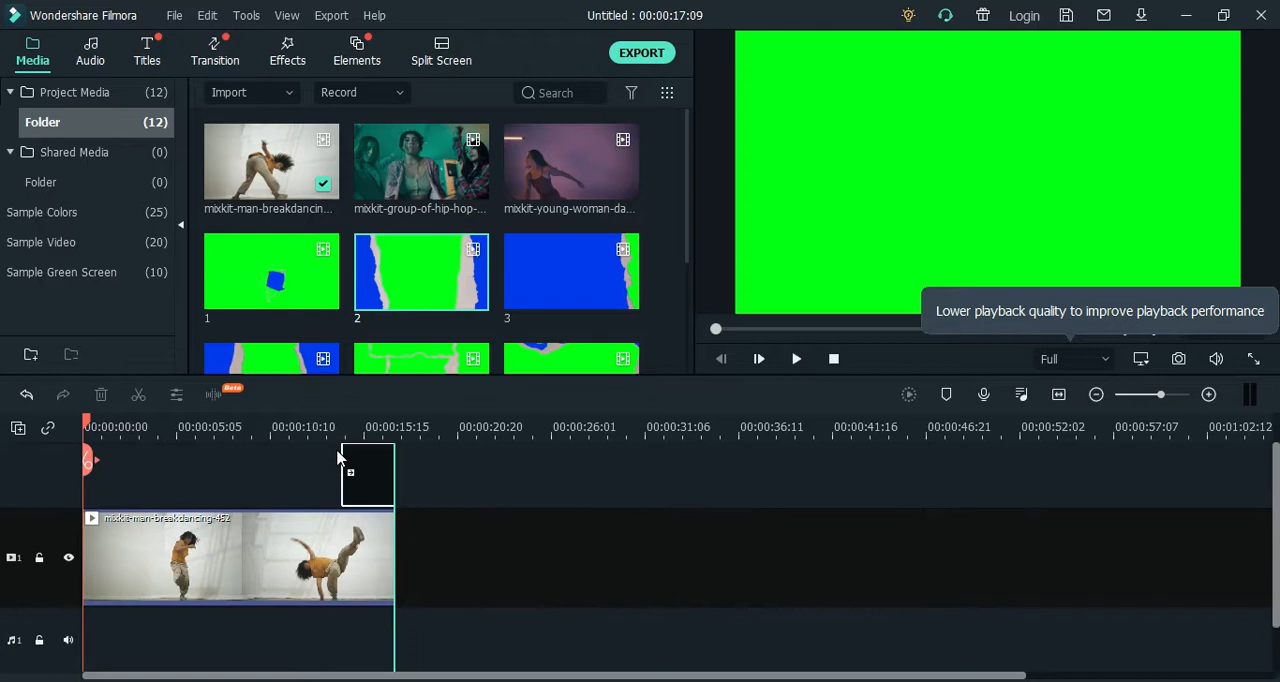 Wondershare Filmora File Edit Tools View Export Help Untitled : 00:00:17:09 Login
Media Audio Titles Transition Effects Elements Split Screen EXPORT
Project Media (12)
Folder (12)
Shared Media (0)
Folder (0)
Sample Colors (25)
Sample Video (20)
Sample Green Screen (10)
Import Record Search
mixkit-man-breakdancin... mixkit-group-of-hip-hop-... mixkit-young-woman-da...
1 2 3
Lower playback quality to improve playback performance
Full
Beta
00:00:00:00 00:00:05:05 00:00:10:10 00:00:15:15 00:00:20:20 00:00:26:01 00:00:31:06 00:00:36:11 00:00:41:16 00:00:46:21 00:00:52:02 00:00:57:07 00:01:02:12
mixkit-man-breakdancing-452
1
1